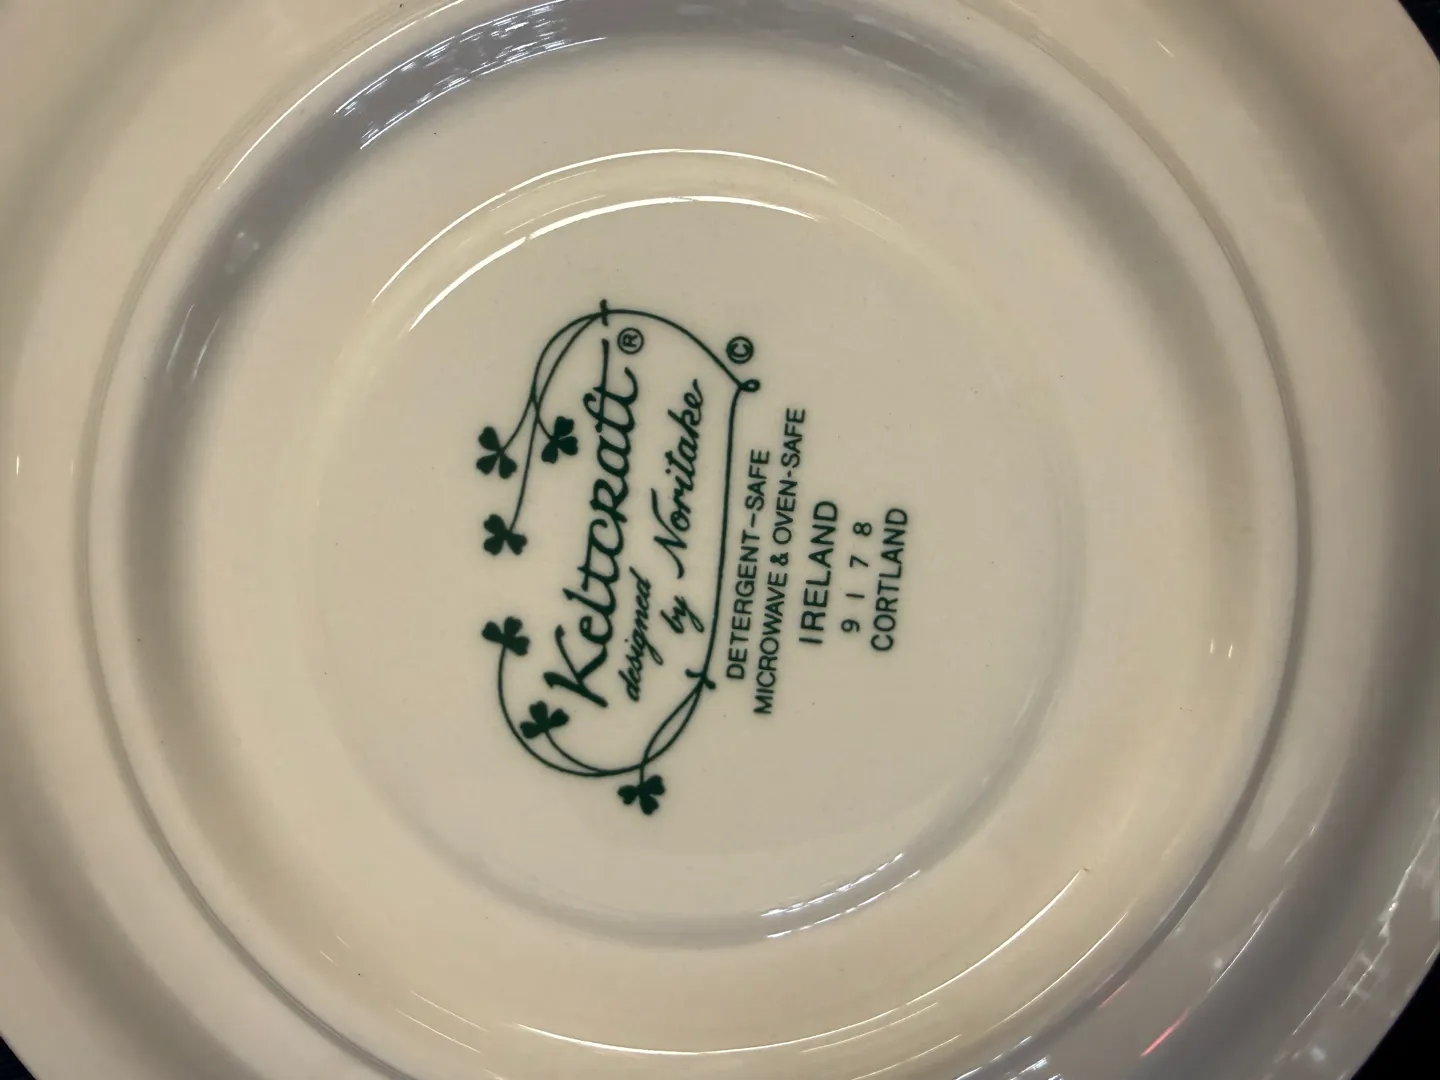 Keltcraft ®
designed
by Noritake
©
DETERGENT-SAFE
MICROWAVE & OVEN-SAFE
IRELAND
9178
CORTLAND